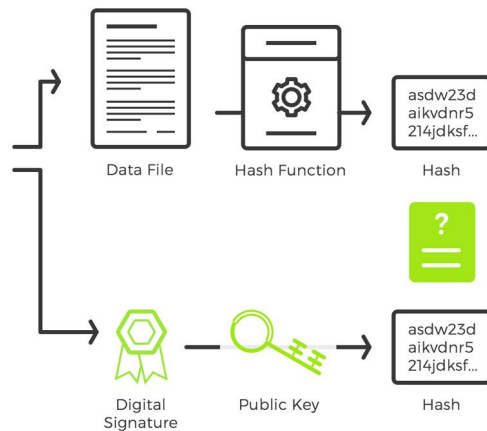 asdw23d
aikvdnr5
214jdksf...
Data File
Hash Function
Hash
?
asdw23d
aikvdnr5
214jdksf...
Digital
Signature
Public Key
Hash